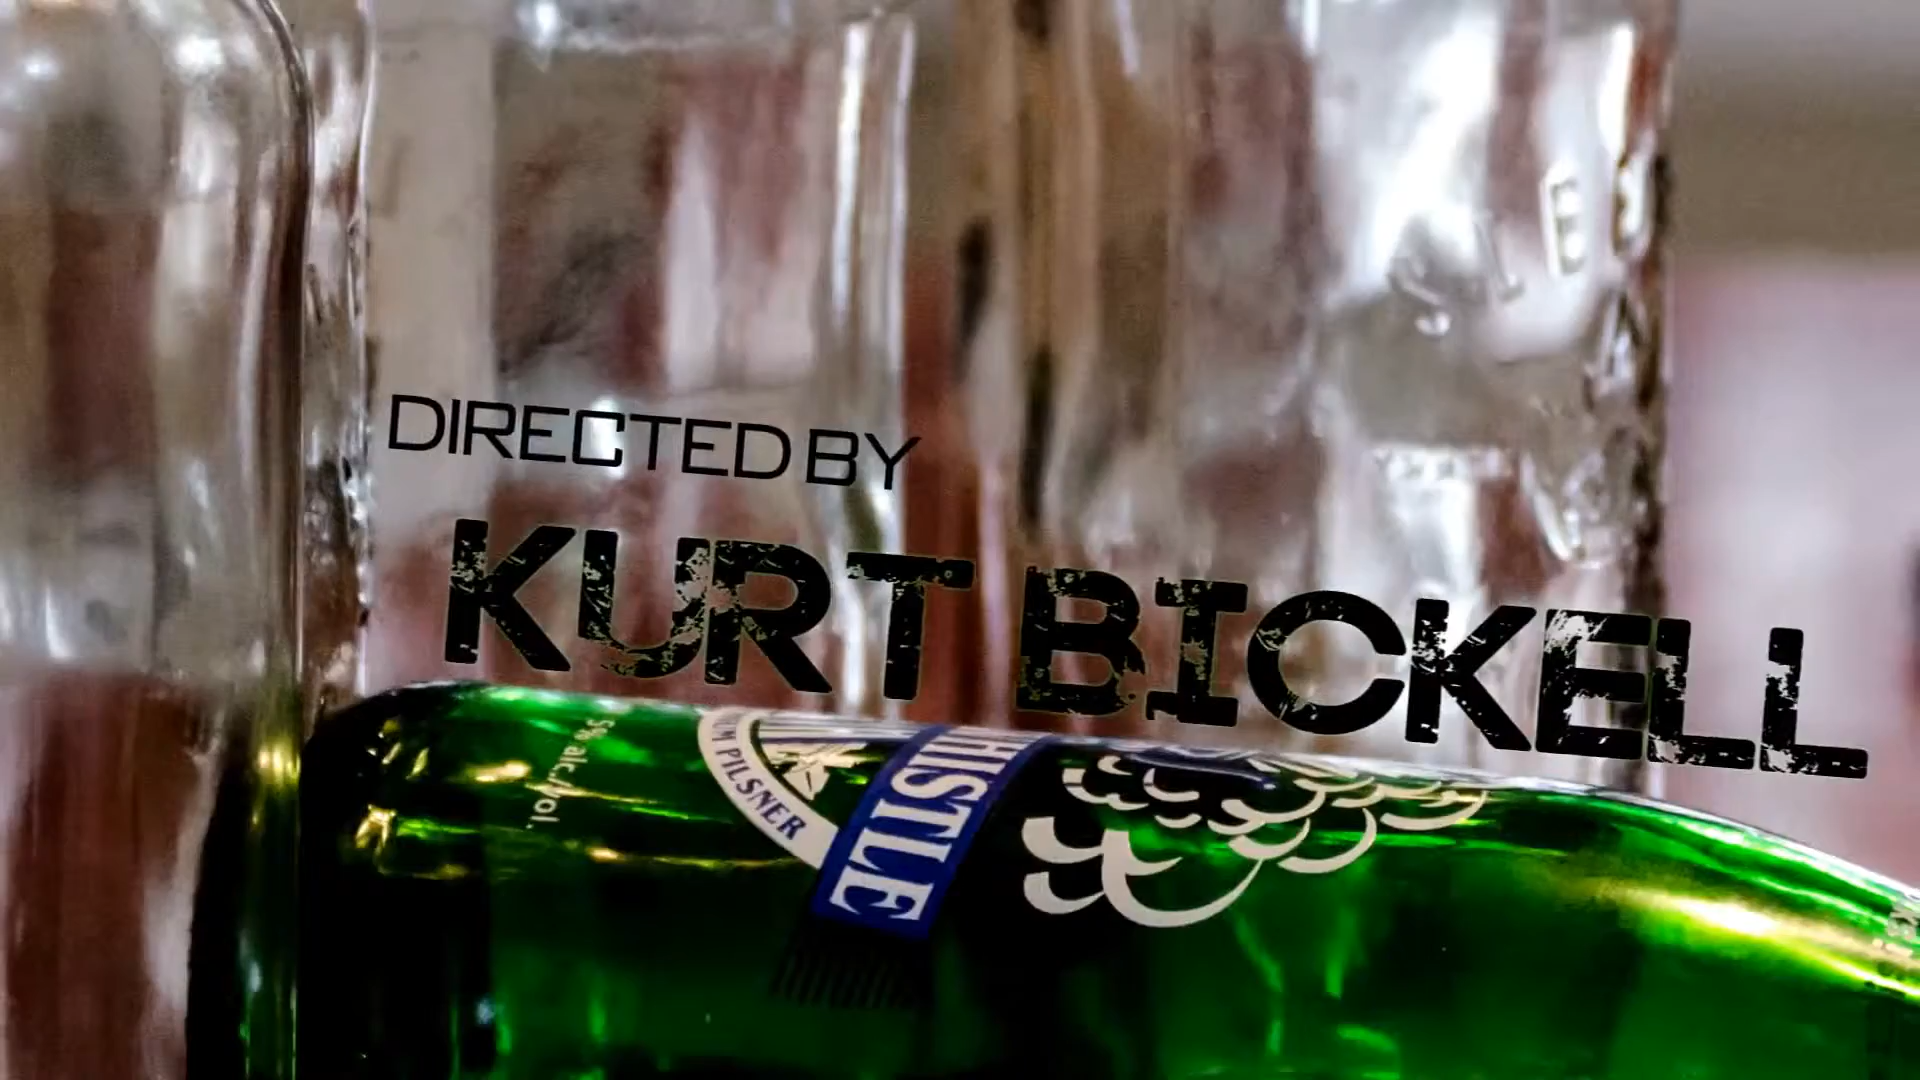 DIRECTED BY
KURT BICKELL
5% alc./vol.
PILSNER
HISTLE